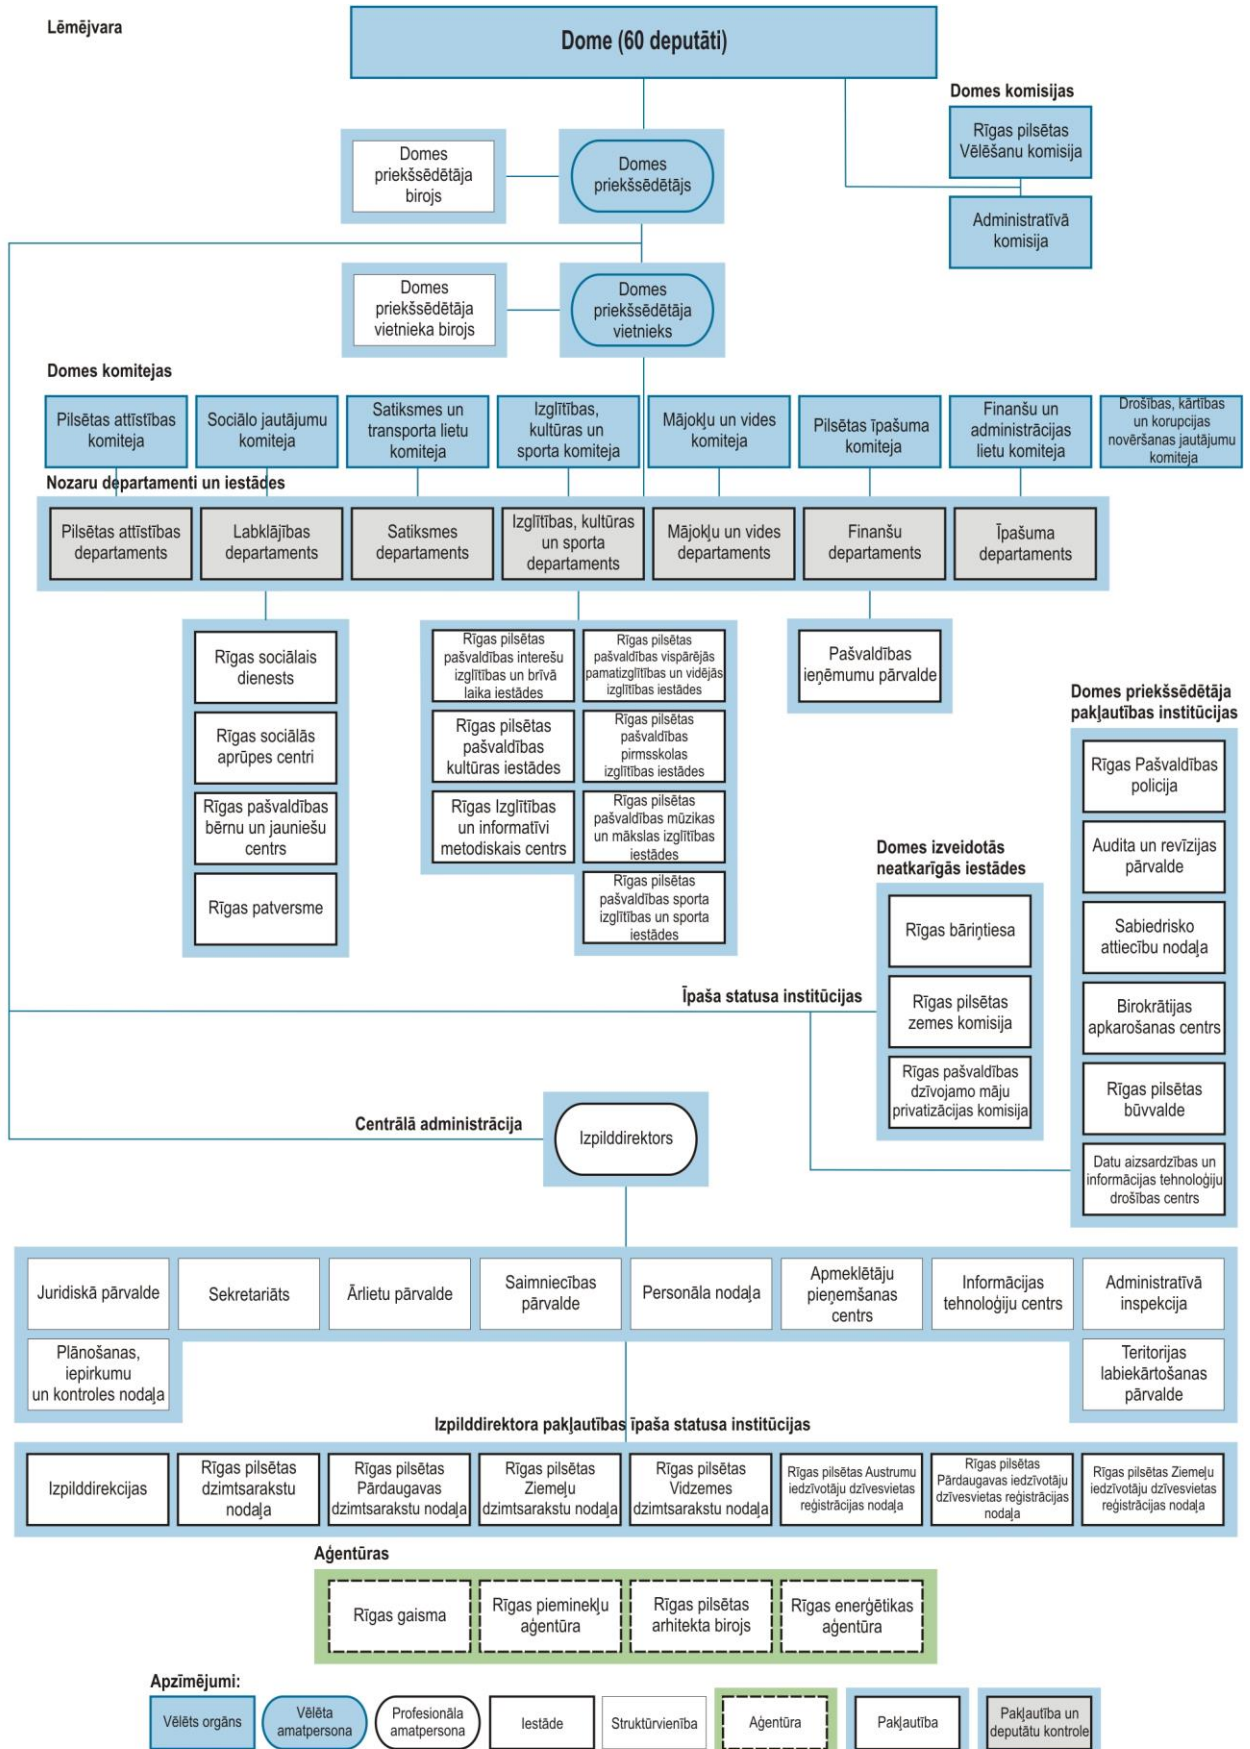 Lēmējvara
Dome (60 deputāti)
Domes komisijas
Rīgas pilsētas
Vēlēšanu komisija
Administratīvā
komisija
Domes
priekšsēdētāja
birojs
Domes
priekšsēdētājs
Domes
priekšsēdētāja
vietnieka birojs
Domes
priekšsēdētāja
vietnieks
Domes komitejas
Pilsētas attīstības
komiteja
Sociālo jautājumu
komiteja
Satiksmes un
transporta lietu
komiteja
Izglītības,
kultūras un
sporta komiteja
Mājokļu un vides
komiteja
Pilsētas īpašuma
komiteja
Finanšu un
administrācijas
lietu komiteja
Drošības, kārtības
un korupcijas
novēršanas jautājumu
komiteja
Nozaru departamenti un iestādes
Pilsētas attīstības
departaments
Labklājības
departaments
Satiksmes
departaments
Izglītības, kultūras
un sporta
departaments
Mājokļu un vides
departaments
Finanšu
departaments
Īpašuma
departaments
Rīgas sociālais
dienests
Rīgas sociālās
aprūpes centri
Rīgas pašvaldības
bērnu un jauniešu
centrs
Rīgas patversme
Rīgas pilsētas
pašvaldības interešu
izglītības un brīvā
laika iestādes
Rīgas pilsētas
pašvaldības
kultūras iestādes
Rīgas Izglītības
un informatīvi
metodiskais centrs
Rīgas pilsētas
pašvaldības vispārējās
pamatizglītības un vidējās
izglītības iestādes
Rīgas pilsētas
pašvaldības
pirmsskolas
izglītības iestādes
Rīgas pilsētas
pašvaldības mūzikas
un mākslas izglītības
iestādes
Rīgas pilsētas
pašvaldības sporta
izglītības un sporta
iestādes
Pašvaldības
ieņēmumu pārvalde
Domes priekšsēdētāja
pakļautības institūcijas
Rīgas Pašvaldības
policija
Audita un revīzijas
pārvalde
Sabiedrisko
attiecību nodaļa
Birokrātijas
apkarošanas centrs
Rīgas pilsētas
būvvalde
Datu aizsardzības un
informācijas tehnoloģiju
drošības centrs
Domes izveidotās
neatkarīgās iestādes
Rīgas bāriņtiesa
Rīgas pilsētas
zemes komisija
Rīgas pašvaldības
dzīvojamo māju
privatizācijas komisija
Īpaša statusa institūcijas
Centrālā administrācija
Izpilddirektors
Juridiskā pārvalde
Sekretariāts
Ārlietu pārvalde
Saimniecības
pārvalde
Personāla nodaļa
Apmeklētāju
pieņemšanas
centrs
Informācijas
tehnoloģiju centrs
Administratīvā
inspekcija
Plānošanas,
iepirkumu
un kontroles nodaļa
Teritorijas
labiekārtošanas
pārvalde
Izpilddirektora pakļautības īpaša statusa institūcijas
Izpilddirekcijas
Rīgas pilsētas
dzimtsarakstu
nodaļa
Rīgas pilsētas
Pārdaugavas
dzimtsarakstu nodaļa
Rīgas pilsētas
Ziemeļu
dzimtsarakstu nodaļa
Rīgas pilsētas
Vidzemes
dzimtsarakstu nodaļa
Rīgas pilsētas Austrumu
iedzīvotāju dzīvesvietas
reģistrācijas nodaļa
Rīgas pilsētas
Pārdaugavas iedzīvotāju
dzīvesvietas reģistrācijas
nodaļa
Rīgas pilsētas Ziemeļu
iedzīvotāju dzīvesvietas
reģistrācijas nodaļa
Aģentūras
Rīgas gaisma
Rīgas pieminekļu
aģentūra
Rīgas pilsētas
arhitekta birojs
Rīgas enerģētikas
aģentūra
Apzīmējumi:
Vēlēts orgāns
Vēlēta
amatpersona
Profesionāla
amatpersona
Iestāde
Struktūrvienība
Aģentūra
Pakļautība
Pakļautība un
deputātu kontrole